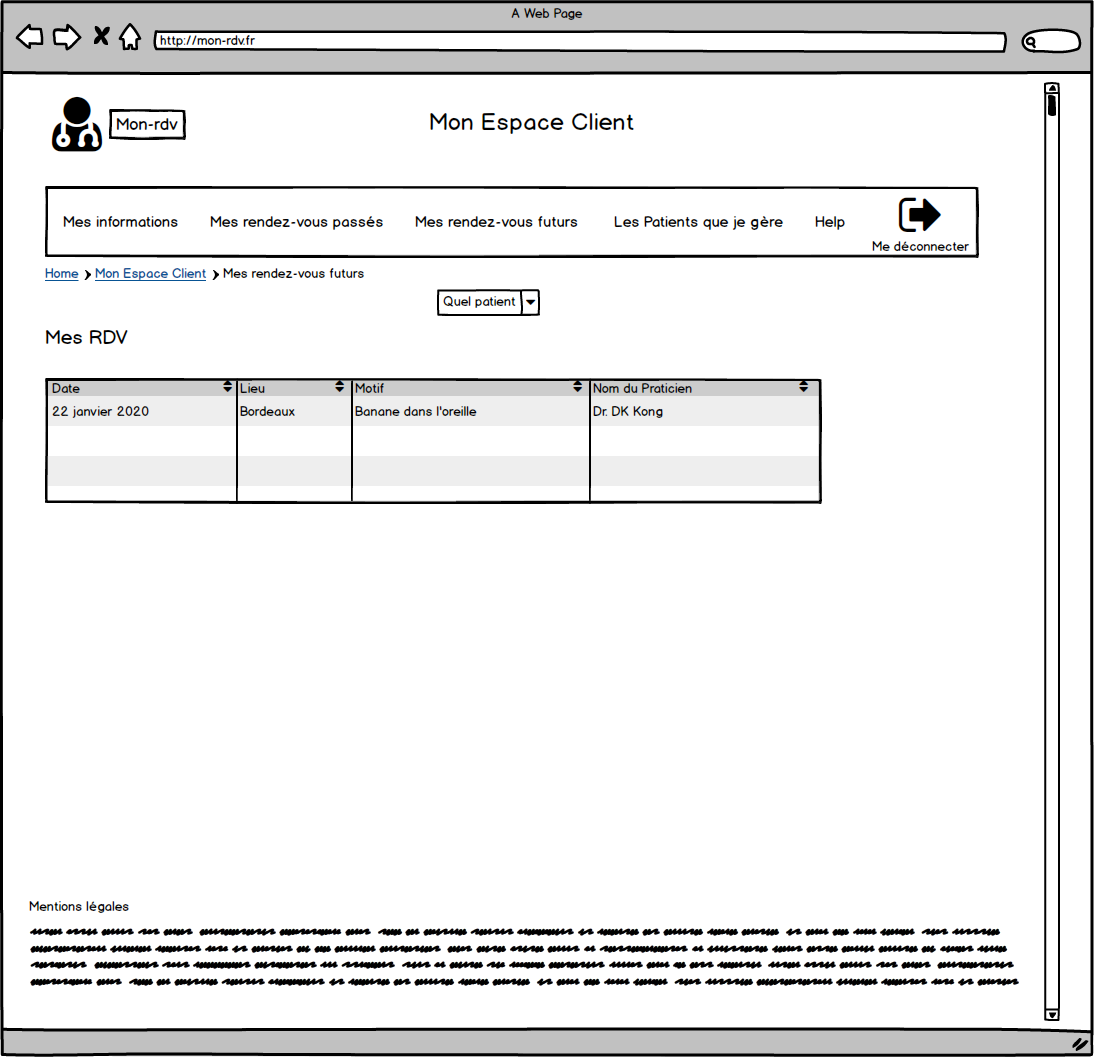 A Web Page
http://mon-rdv.fr
Mon-rdv
Mon Espace Client
Mes informations Mes rendez-vous passés Mes rendez-vous futurs Les Patients que je gère Help
Me déconnecter
Home Mon Espace Client Mes rendez-vous futurs
Quel patient
Mes RDV
Date Lieu Motif Nom du Praticien
22 janvier 2020 Bordeaux Banane dans l'oreille Dr. DK Kong
Mentions légales